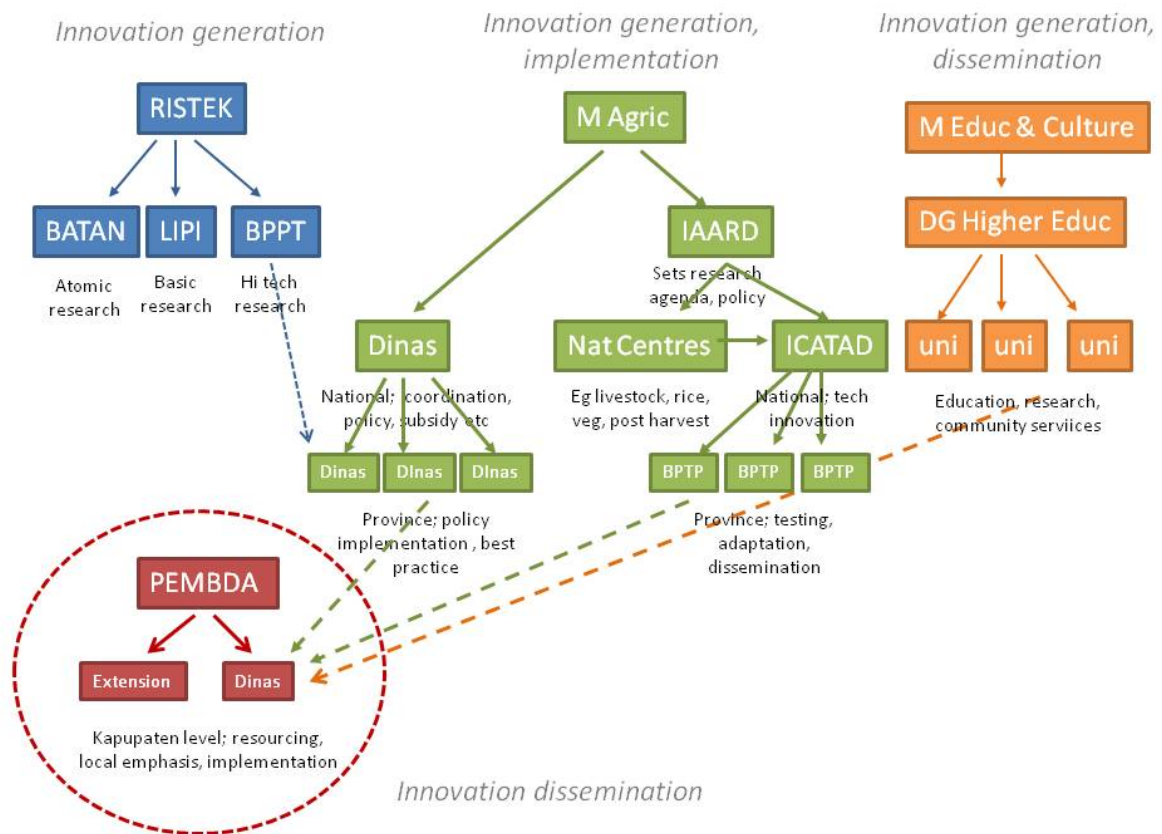 Innovation generation
Innovation generation,
implementation
Innovation generation,
dissemination
RISTEK
M Agric
M Educ & Culture
BATAN
LIPI
BPPT
IAARD
DG Higher Educ
Atomic
research
Basic
research
Hi tech
research
Sets research
agenda, policy
Dinas
Nat Centres
ICATAD
uni
uni
uni
National; coordination,
policy, subsidy etc
Eg livestock, rice,
veg, post harvest
National; tech
innovation
Education, research,
community serviices
Dinas
DInas
DInas
BPTP
BPTP
BPTP
Province; policy
implementation , best
practice
Province; testing,
adaptation,
dissemination
PEMBDA
Extension
Dinas
Kapupaten level; resourcing,
local emphasis, implementation
Innovation dissemination